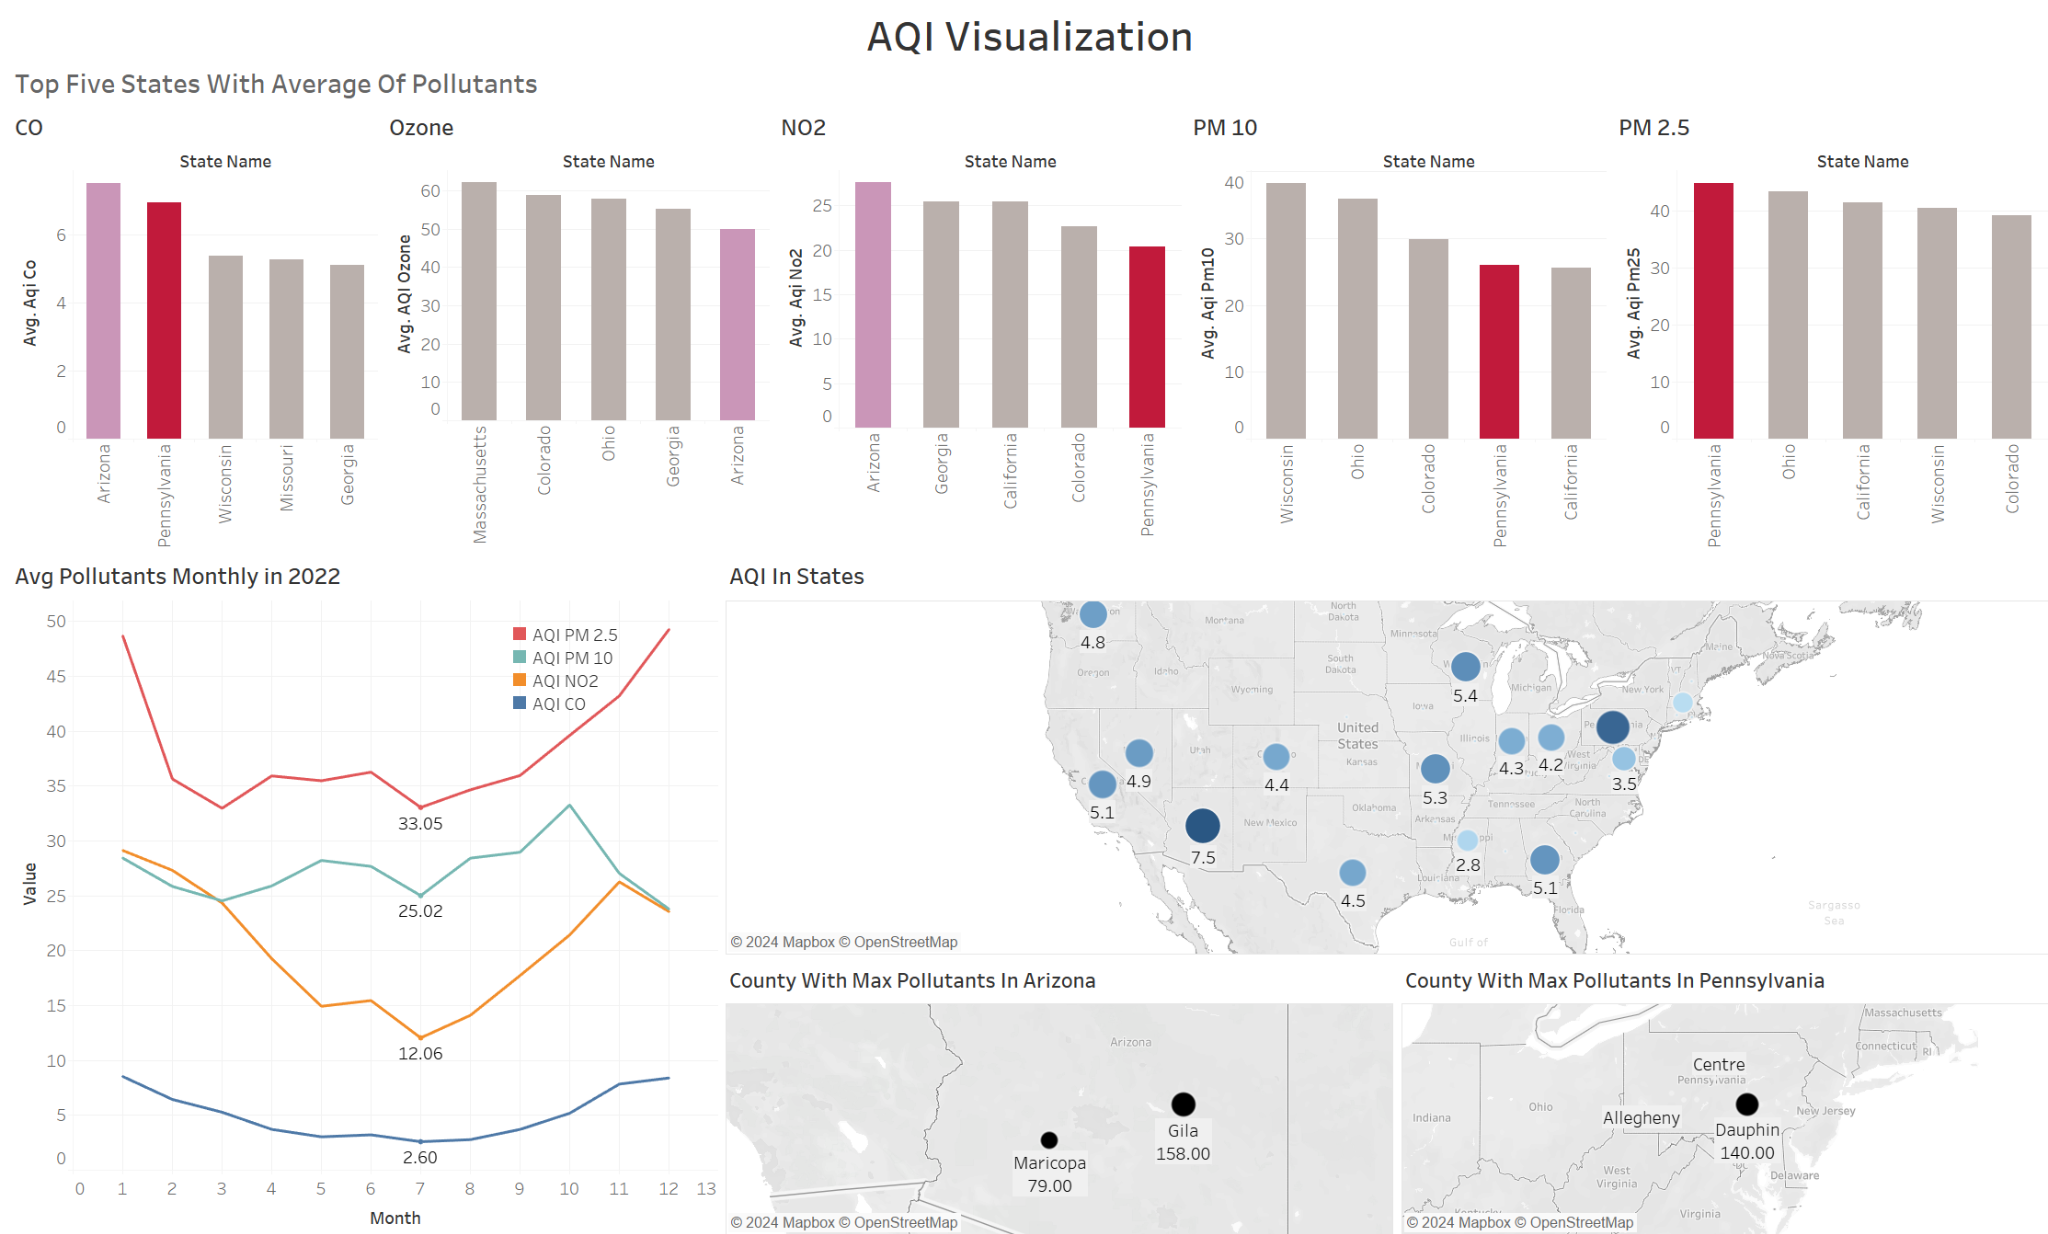 AQI Visualization
Top Five States With Average Of Pollutants
CO
State Name
Avg. Aqi Co
6
4
2
0
Arizona
Pennsylvania
Wisconsin
Missouri
Georgia
Ozone
State Name
Avg. AQI Ozone
60
50
40
30
20
10
0
Massachusetts
Colorado
Ohio
Georgia
Arizona
NO2
State Name
Avg. Aqi No2
25
20
15
10
5
0
Arizona
Georgia
California
Colorado
Pennsylvania
PM 10
State Name
Avg. Aqi Pm10
40
30
20
10
0
Wisconsin
Ohio
Colorado
Pennsylvania
California
PM 2.5
State Name
Avg. Aqi Pm25
40
30
20
10
0
Pennsylvania
Ohio
California
Wisconsin
Colorado
Avg Pollutants Monthly in 2022
Value
50
45
40
35
30
25
20
15
10
5
0
AQI PM 2.5
AQI PM 10
AQI NO2
AQI CO
33.05
25.02
12.06
2.60
0 1 2 3 4 5 6 7 8 9 10 11 12 13
Month
AQI In States
North
Dakota
Montana
Minnesota
Maine
4.8
Nova Scotia
Oregon
Idaho
South
Dakota
5.4
Michigan
New York
Wyoming
Iowa
United
States
Illinois
Utah
Kansas
West
Virginia
4.9
4.4
4.3
4.2
3.5
5.1
5.3
Oklahoma
Tennessee
North
Carolina
New Mexico
Arkansas
7.5
2.8
Louisiana
5.1
4.5
Florida
Sargasso
Sea
Gulf of
© 2024 Mapbox © OpenStreetMap
County With Max Pollutants In Arizona
Arizona
Gila
158.00
Maricopa
79.00
© 2024 Mapbox © OpenStreetMap
County With Max Pollutants In Pennsylvania
Massachusetts
Connecticut
RI
Centre
Pennsylvania
Indiana
Ohio
Allegheny
New Jersey
Dauphin
140.00
DC
West
Virginia
Delaware
Kentucky
Virginia
© 2024 Mapbox © OpenStreetMap